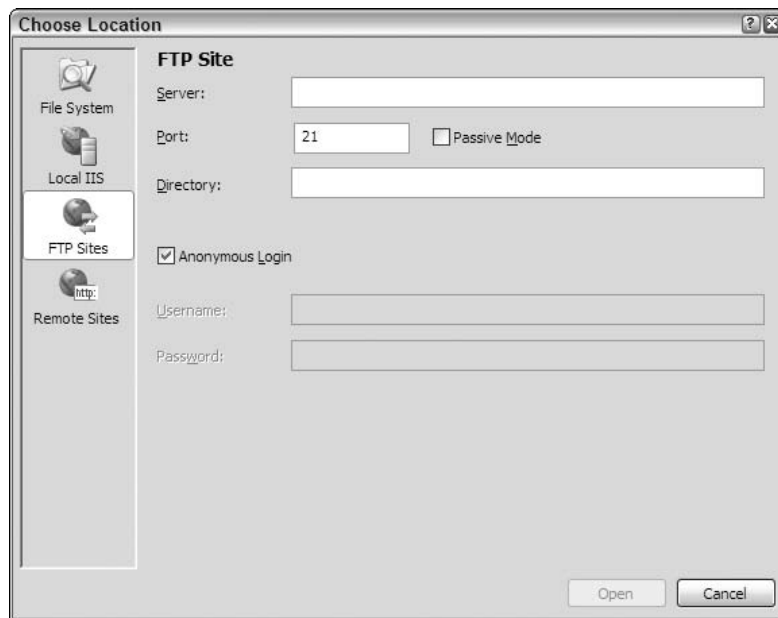 Choose Location
File System
Local IIS
FTP Sites
http:
Remote Sites
FTP Site
Server:
Port: 21 Passive Mode
Directory:
Anonymous Login
Username:
Password:
Open Cancel